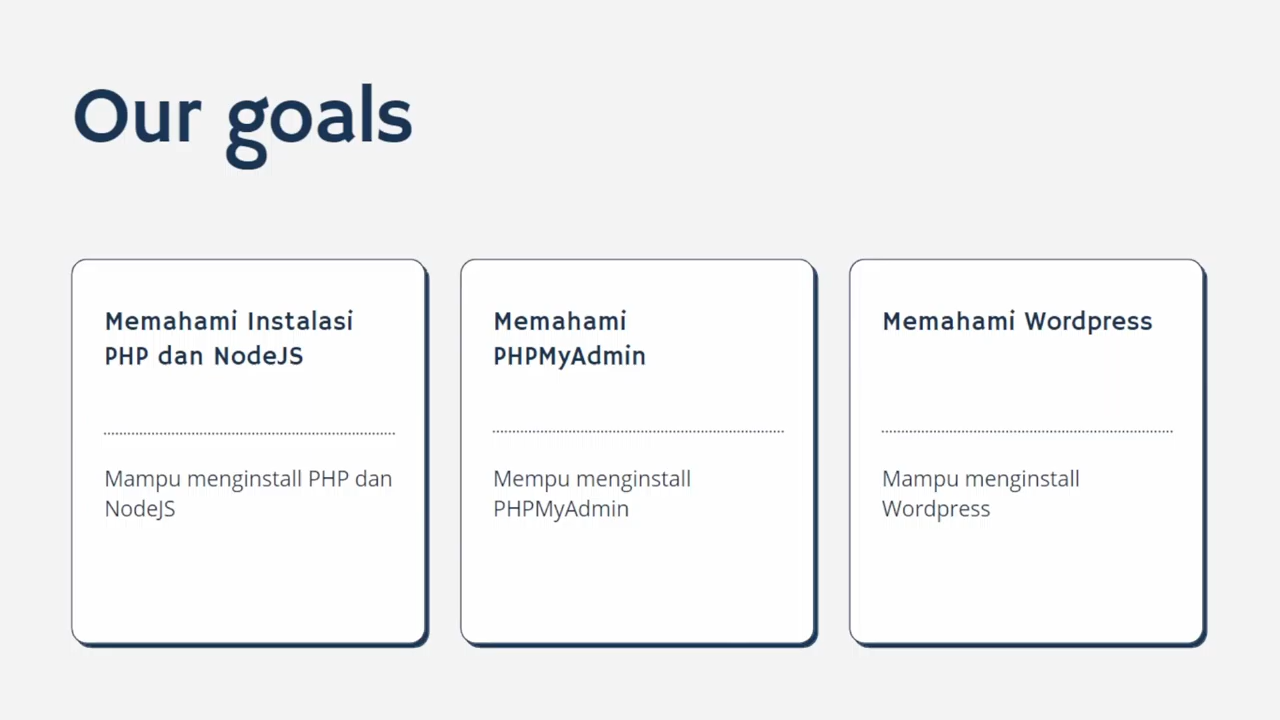 Our goals
Memahami Instalasi
PHP dan NodeJS
Mampu menginstall PHP dan
NodeJS
Memahami
PHPMyAdmin
Mempu menginstall
PHPMyAdmin
Memahami Wordpress
Mampu menginstall
Wordpress